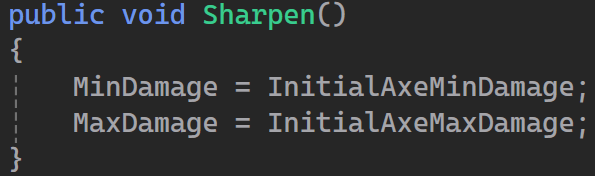 public void Sharpen()
{
    MinDamage = InitialAxeMinDamage;
    MaxDamage = InitialAxeMaxDamage;
}